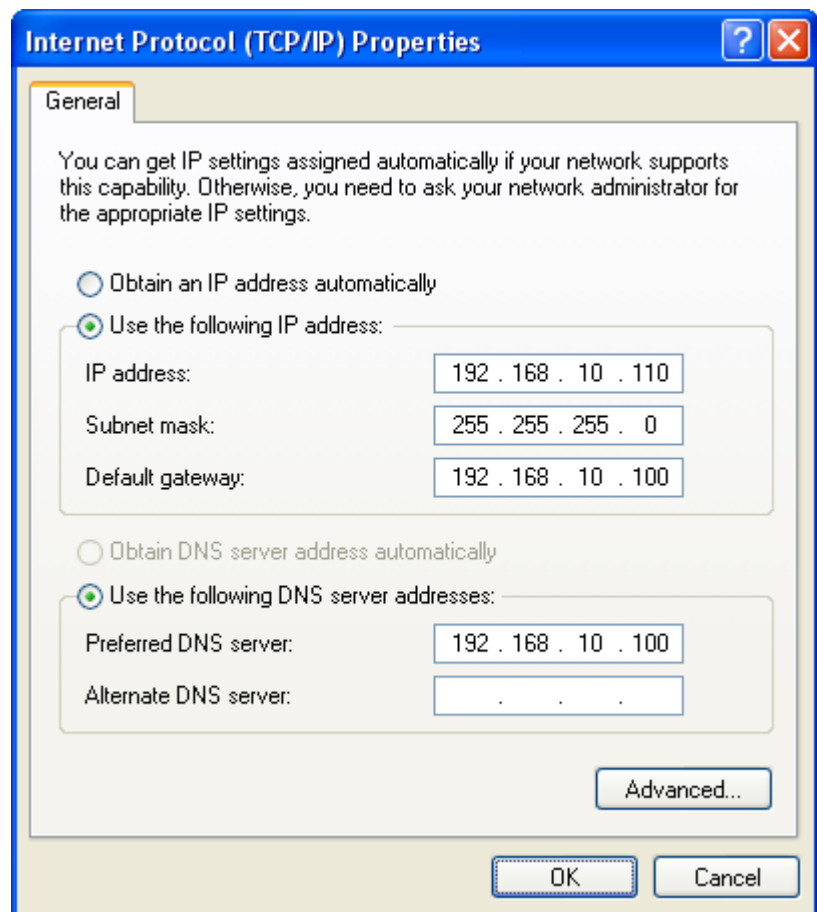 Internet Protocol (TCP/IP) Properties
General
You can get IP settings assigned automatically if your network supports
this capability. Otherwise, you need to ask your network administrator for
the appropriate IP settings.
Obtain an IP address automatically
Use the following IP address:
IP address: 192 . 168 . 10 . 110
Subnet mask: 255 . 255 . 255 . 0
Default gateway: 192 . 168 . 10 . 100
Obtain DNS server address automatically
Use the following DNS server addresses:
Preferred DNS server: 192 . 168 . 10 . 100
Alternate DNS server: . . .
Advanced...
OK Cancel